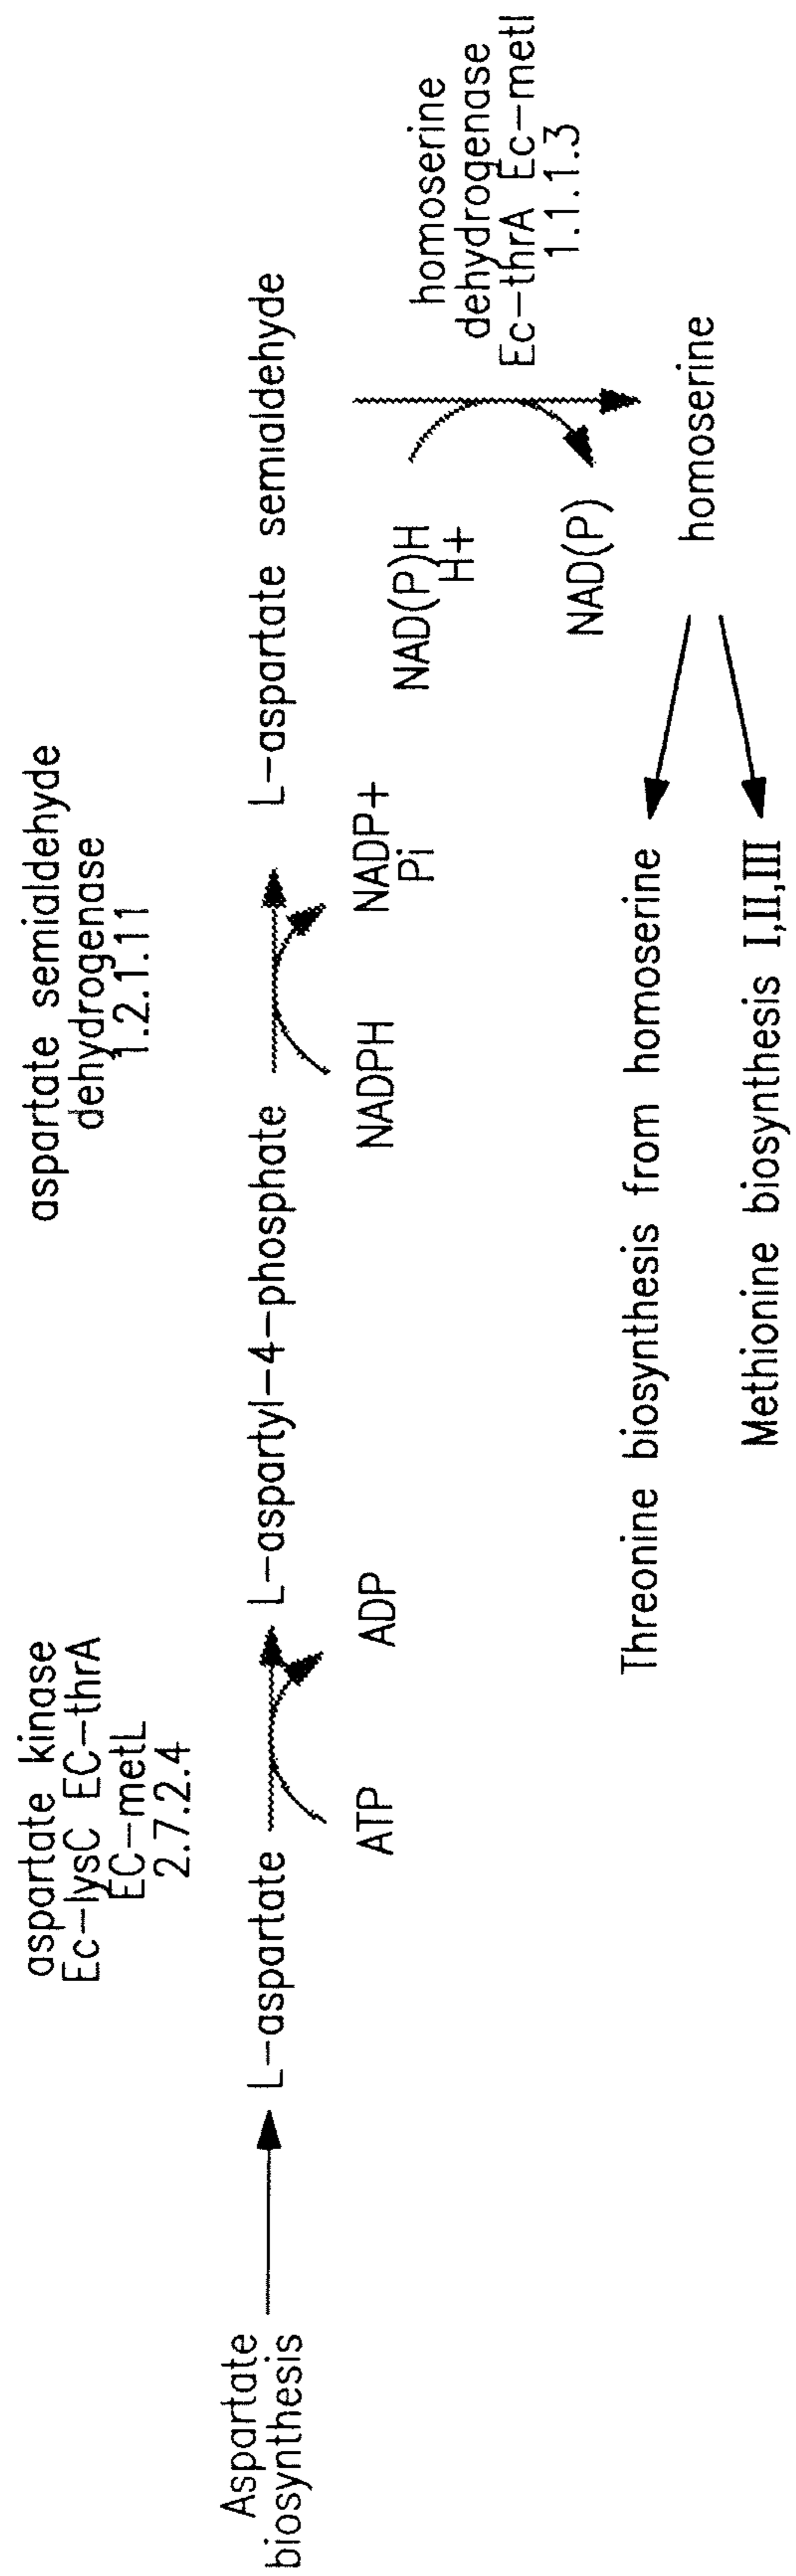 Aspartate
biosynthesis
L-aspartate
aspartate kinase
Ec-lysC EC-thrA
EC-metL
2.7.2.4
ATP
ADP
L-aspartyl-4-phosphate
aspartate semialdehyde
dehydrogenase
1.2.1.11
NADPH
NADP+
Pi
L-aspartate semialdehyde
homoserine
dehydrogenase
Ec-thrA Ec-metl
1.1.1.3
NAD(P)H
H+
NAD(P)
homoserine
Threonine biosynthesis from homoserine
Methionine biosynthesis I,II,III